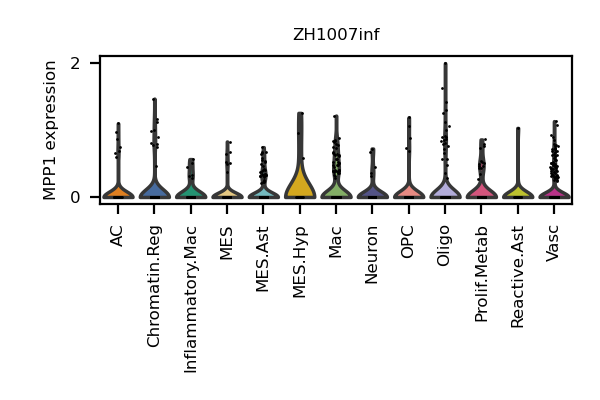 ZH1007inf
MPP1 expression
2
0
AC
Chromatin.Reg
Inflammatory.Mac
MES
MES.Ast
MES.Hyp
Mac
Neuron
OPC
Oligo
Prolif.Metab
Reactive.Ast
Vasc